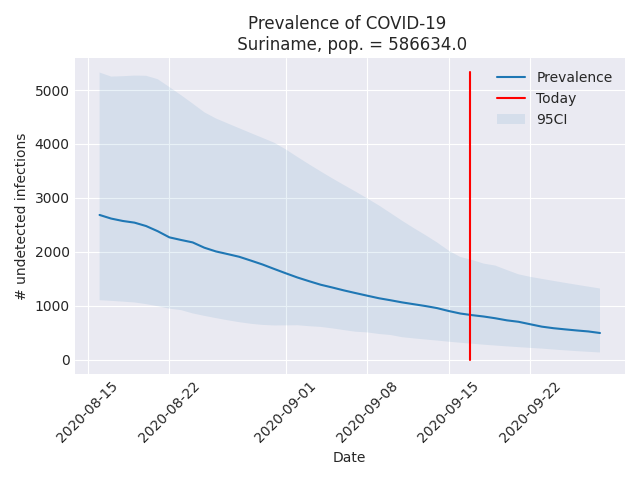 Prevalence of COVID-19
Suriname, pop. = 586634.0
Prevalence
Today
95CI
# undetected infections
5000
4000
3000
2000
1000
0
2020-08-15
2020-08-22
2020-09-01
2020-09-08
2020-09-15
2020-09-22
Date